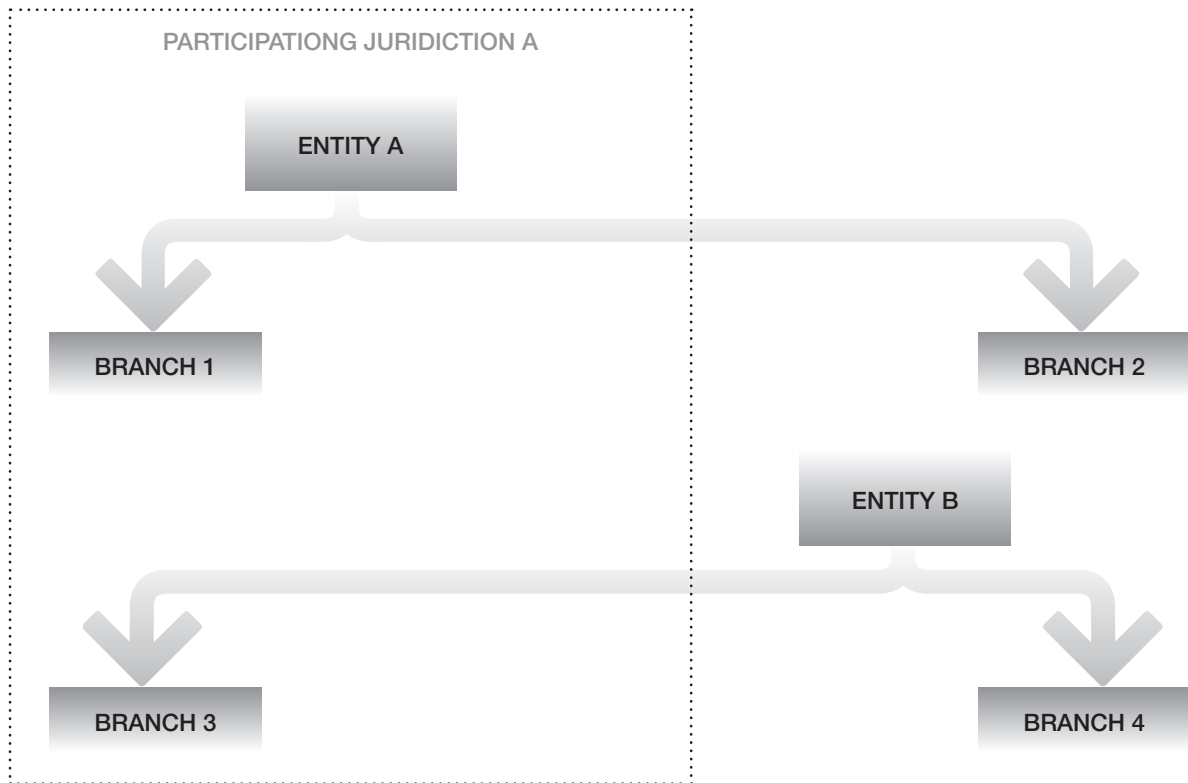 PARTICIPATIONG JURIDICTION A
ENTITY A
BRANCH 1
BRANCH 2
ENTITY B
BRANCH 3
BRANCH 4